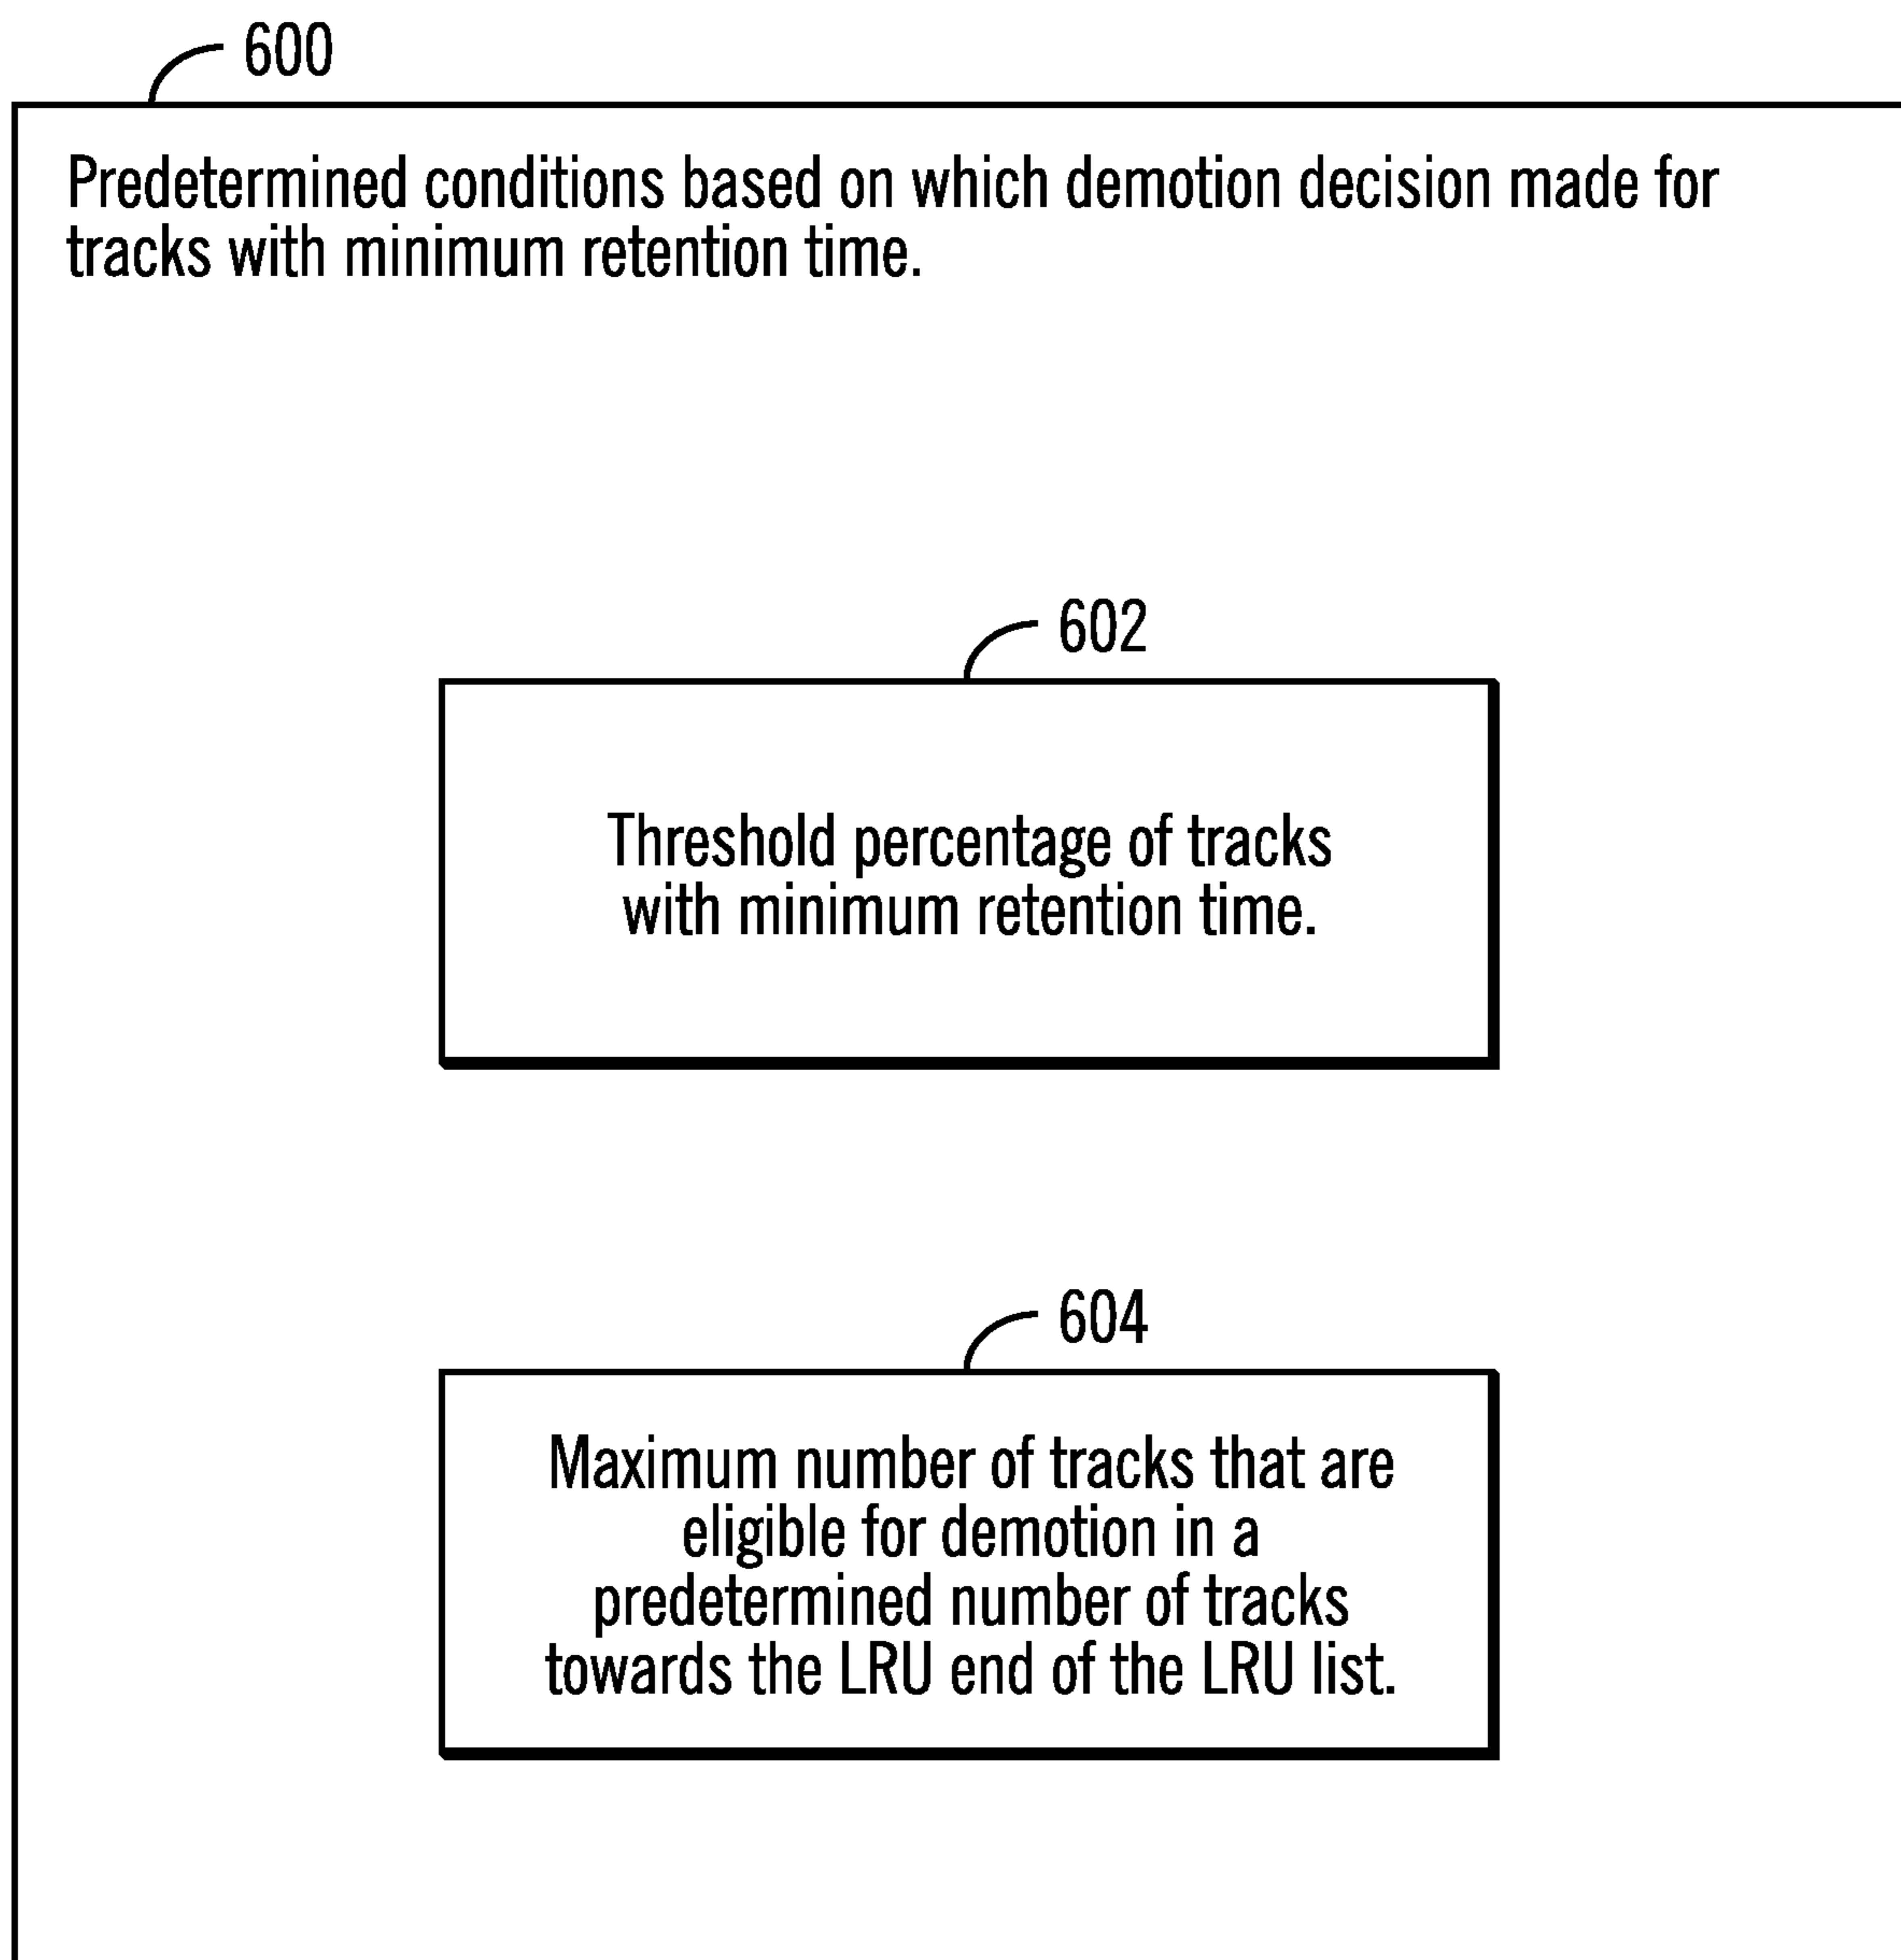 600
Predetermined conditions based on which demotion decision made for
tracks with minimum retention time.
602
Threshold percentage of tracks
with minimum retention time.
604
Maximum number of tracks that are
eligible for demotion in a
predetermined number of tracks
towards the LRU end of the LRU list.